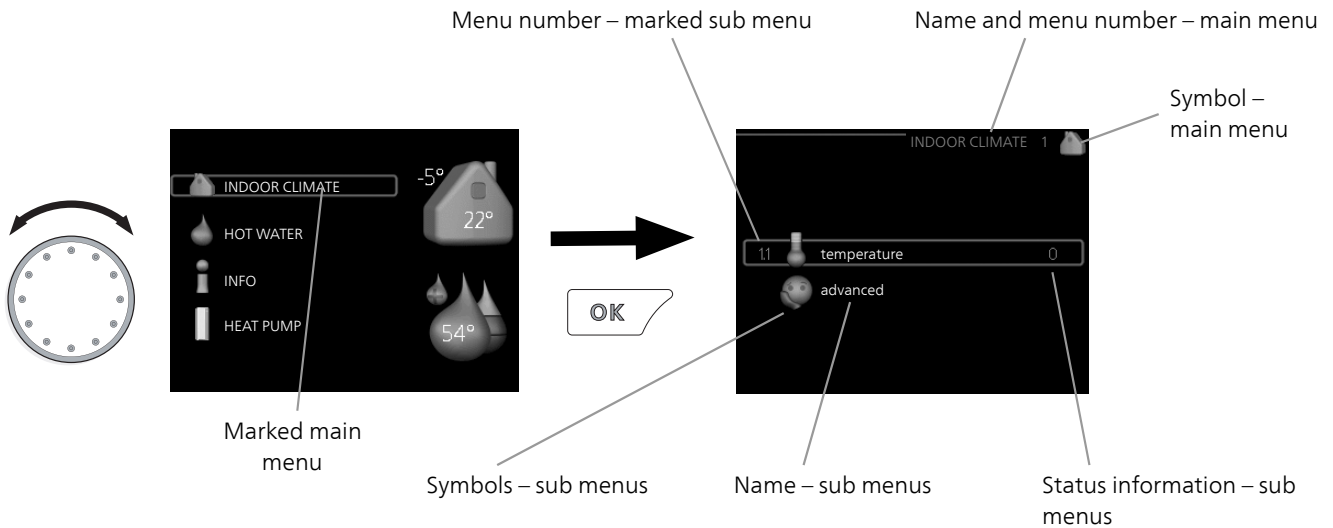 Menu number – marked sub menu
Name and menu number – main menu
Symbol –
main menu
INDOOR CLIMATE 1
INDOOR CLIMATE
-5°
22°
HOT WATER
INFO
HEAT PUMP
54°
OK
1.1 temperature 0
advanced
Marked main
menu
Symbols – sub menus
Name – sub menus
Status information – sub
menus